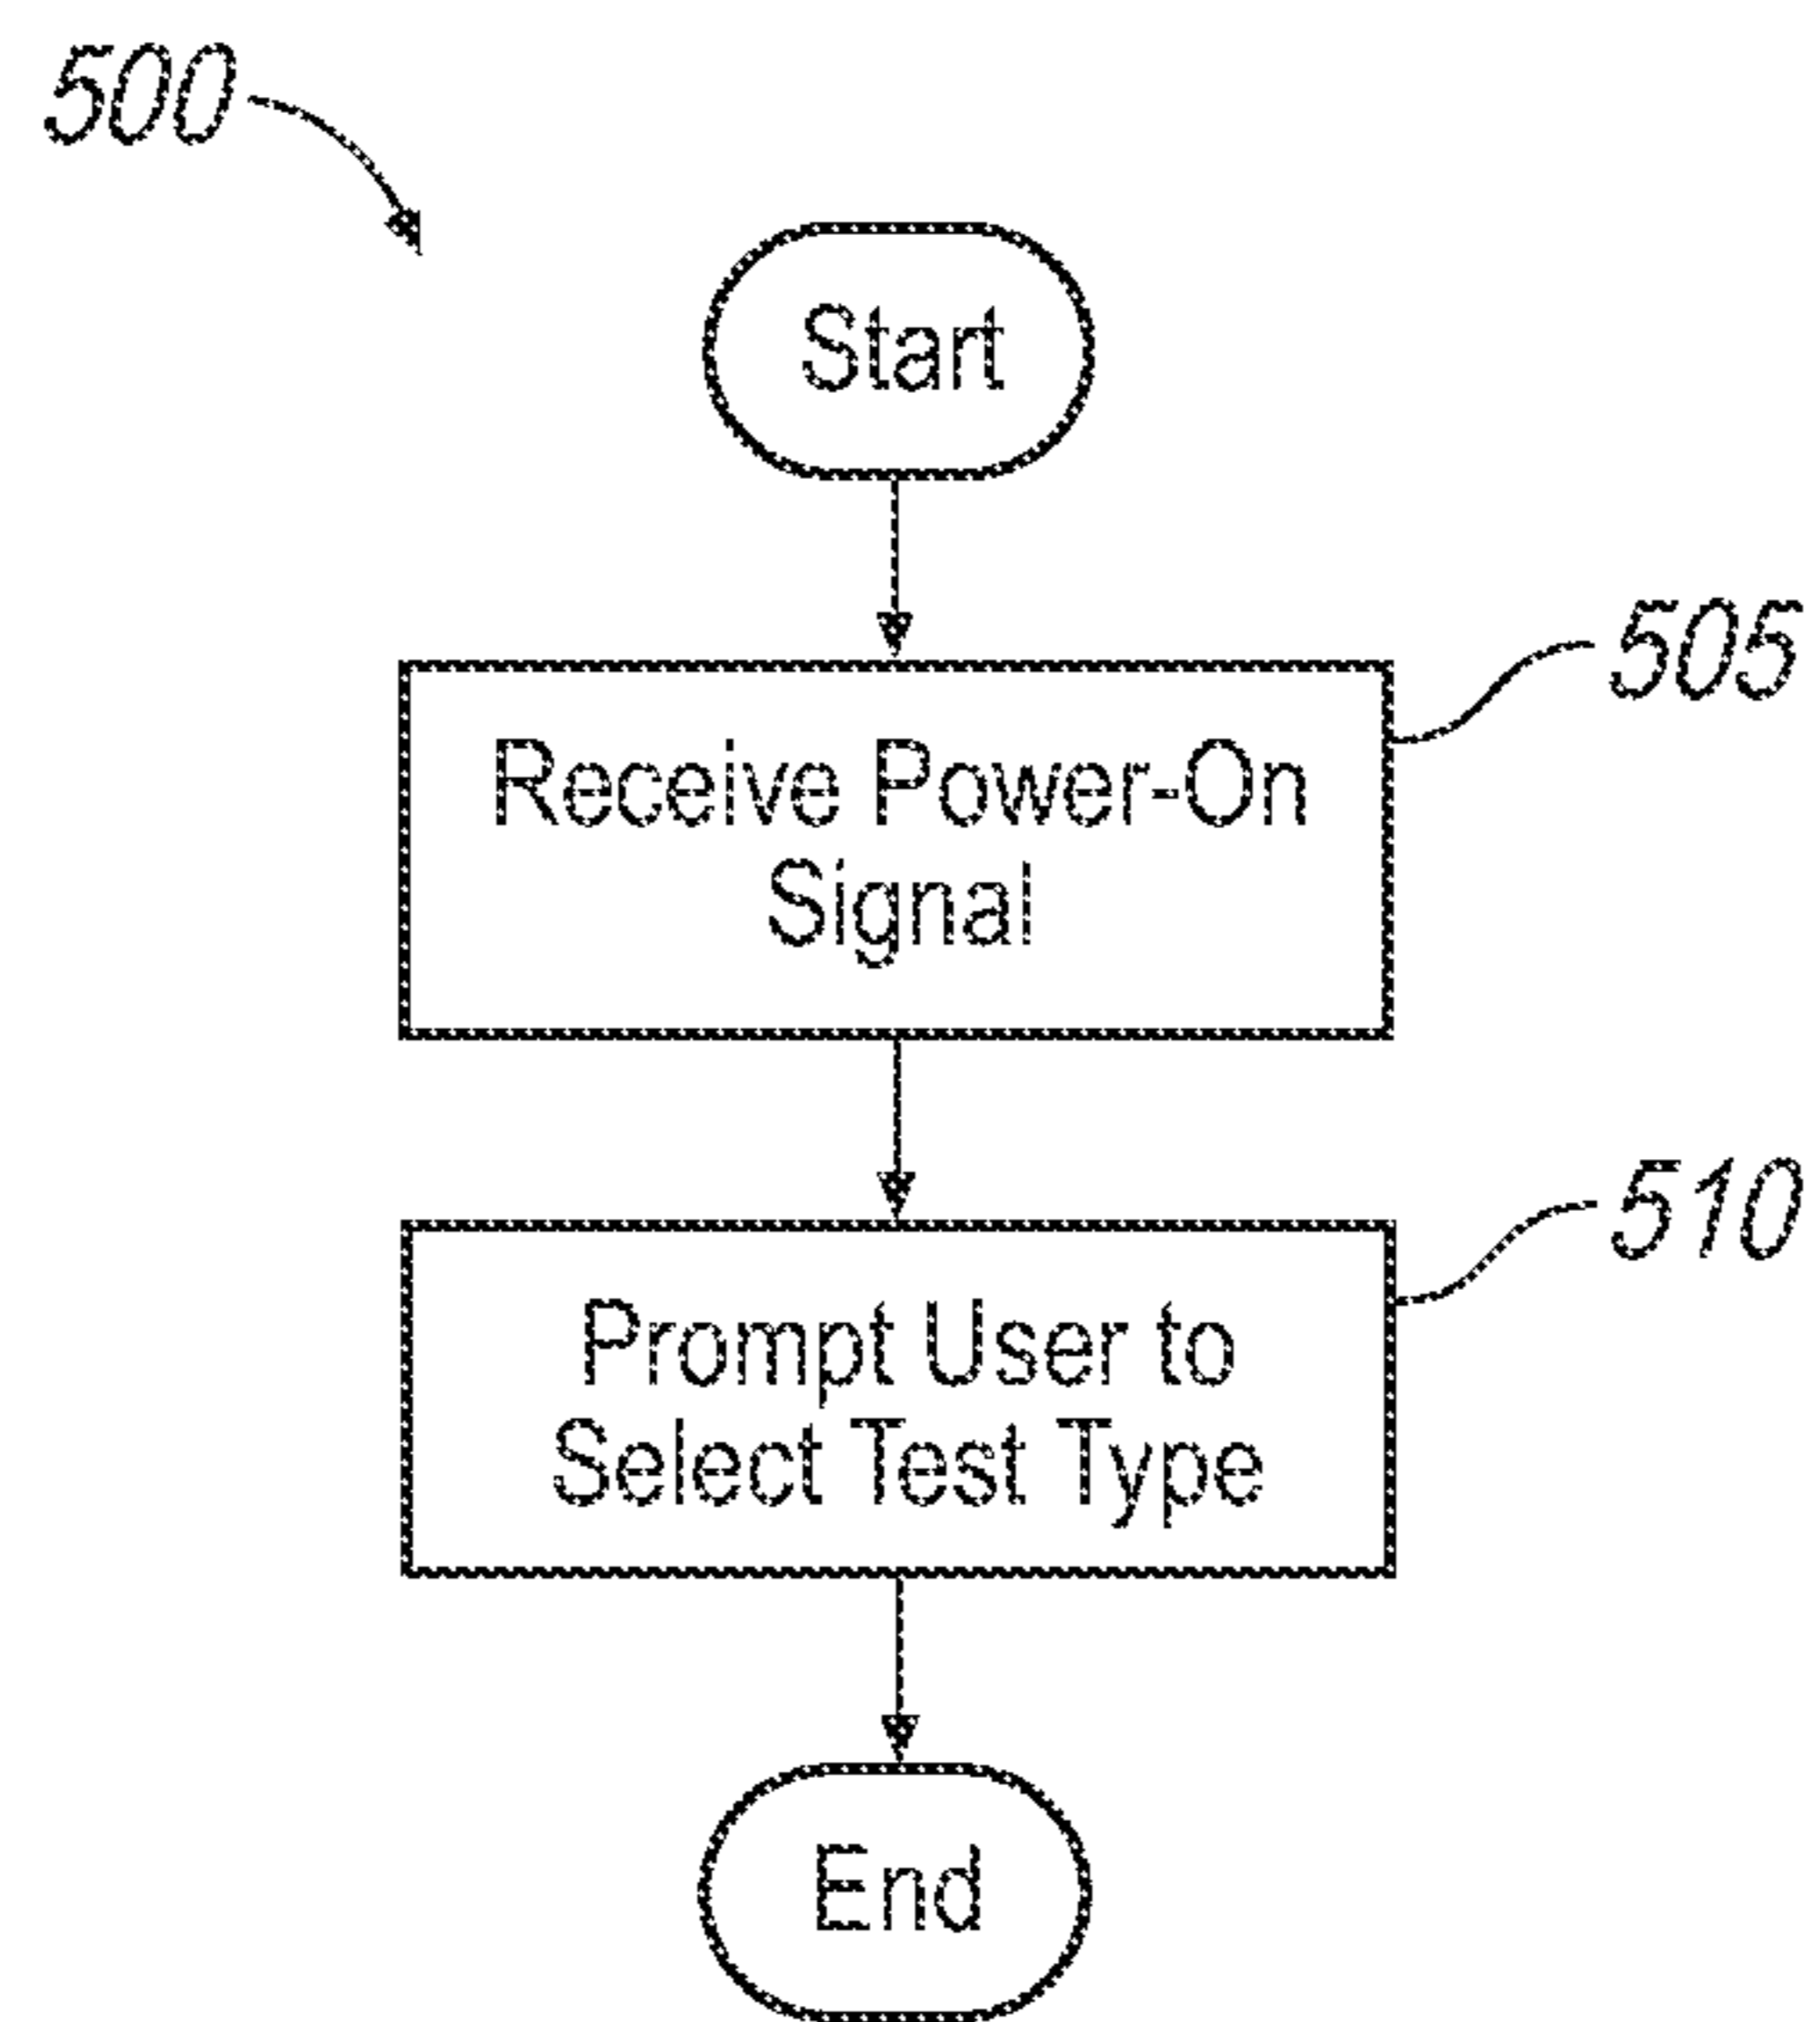 500
Start
505
Receive Power-On
Signal
510
Prompt User to
Select Test Type
End